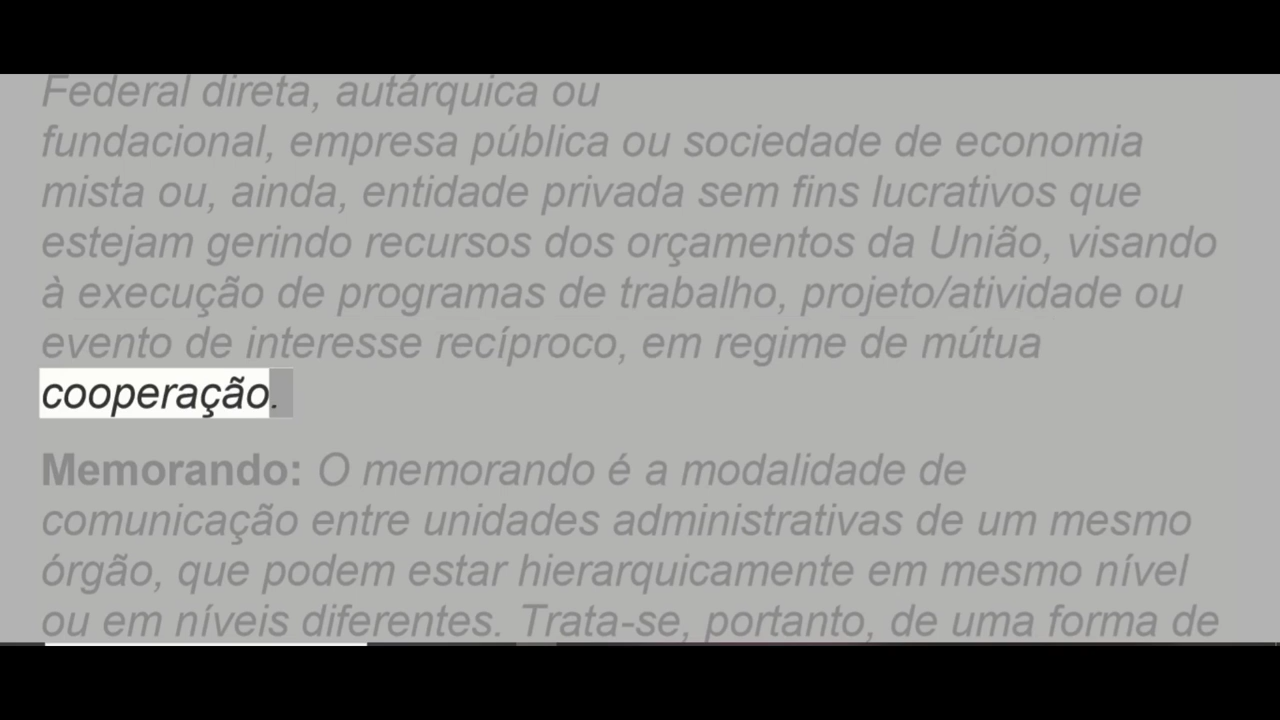 Federal direta, autárquica ou
fundacional, empresa pública ou sociedade de economia
mista ou, ainda, entidade privada sem fins lucrativos que
estejam gerindo recursos dos orçamentos da União, visando
à execução de programas de trabalho, projeto/atividade ou
evento de interesse recíproco, em regime de mútua
cooperação.
Memorando: O memorando é a modalidade de
comunicação entre unidades administrativas de um mesmo
órgão, que podem estar hierarquicamente em mesmo nível
ou em níveis diferentes. Trata-se, portanto, de uma forma de